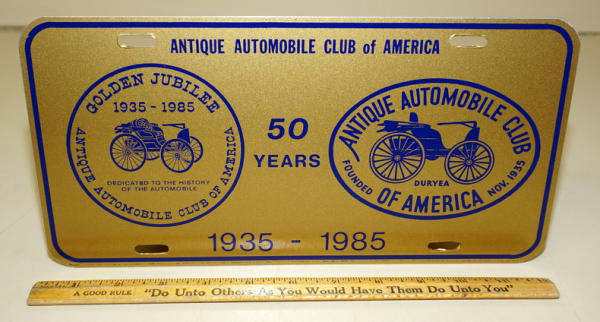 ANTIQUE AUTOMOBILE CLUB of AMERICA
GOLDEN JUBILEE
1935 - 1985
DEDICATED TO THE HISTORY
OF THE AUTOMOBILE
ANTIQUE AUTOMOBILE CLUB OF AMERICA
50
YEARS
ANTIQUE AUTOMOBILE CLUB
DURYEA
FOUNDED NOV. 1935
OF AMERICA
1935 - 1985
A GOOD RULE "Do Unto Others As You Would Have Them Do Unto You"